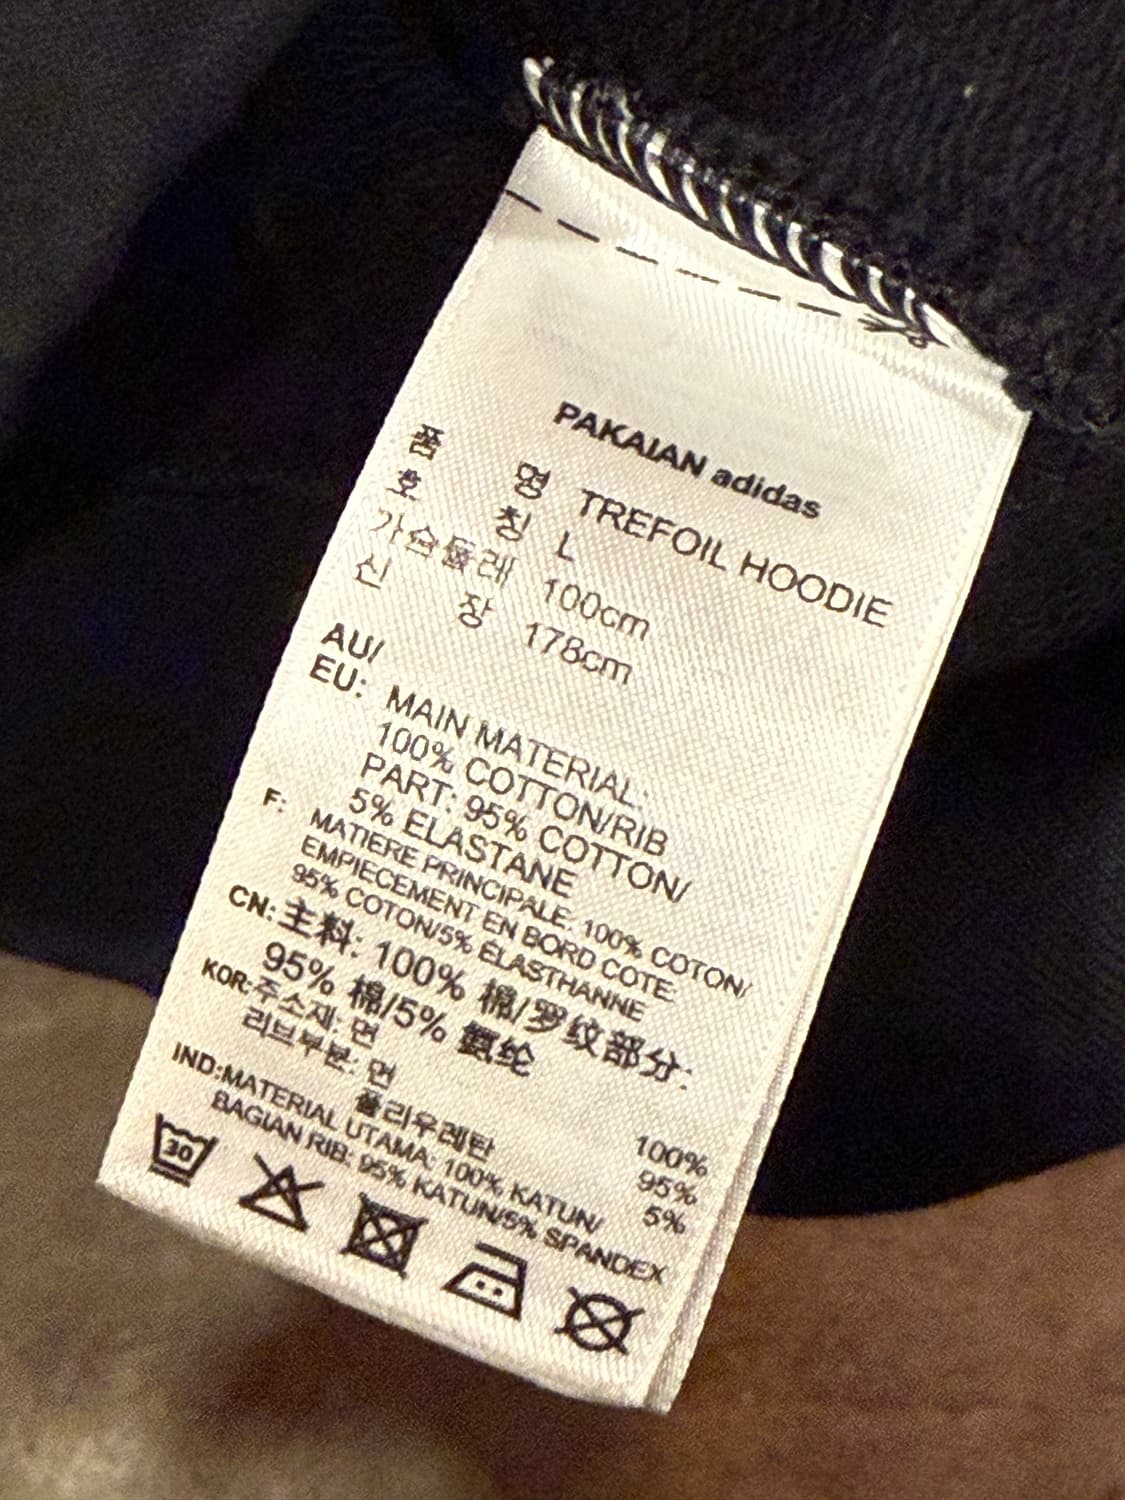 PAKAIAN adidas
품 명 TREFOIL HOODIE
호 칭 L
가슴둘레 100cm
신 장 178cm
AU/
EU: MAIN MATERIAL:
100% COTTON/RIB
PART: 95% COTTON/
5% ELASTANE
F: MATIERE PRINCIPALE: 100% COTON/
EMPIECEMENT EN BORD COTE:
95% COTON/5% ÉLASTHANNE
CN: 主料: 100% 棉/罗纹部分:
95% 棉/5% 氨纶
KOR: 주소재: 면 100%
리브부분: 면 95%
폴리우레탄 5%
IND: MATERIAL UTAMA: 100% KATUN/
BAGIAN RIB: 95% KATUN/5% SPANDEX
30